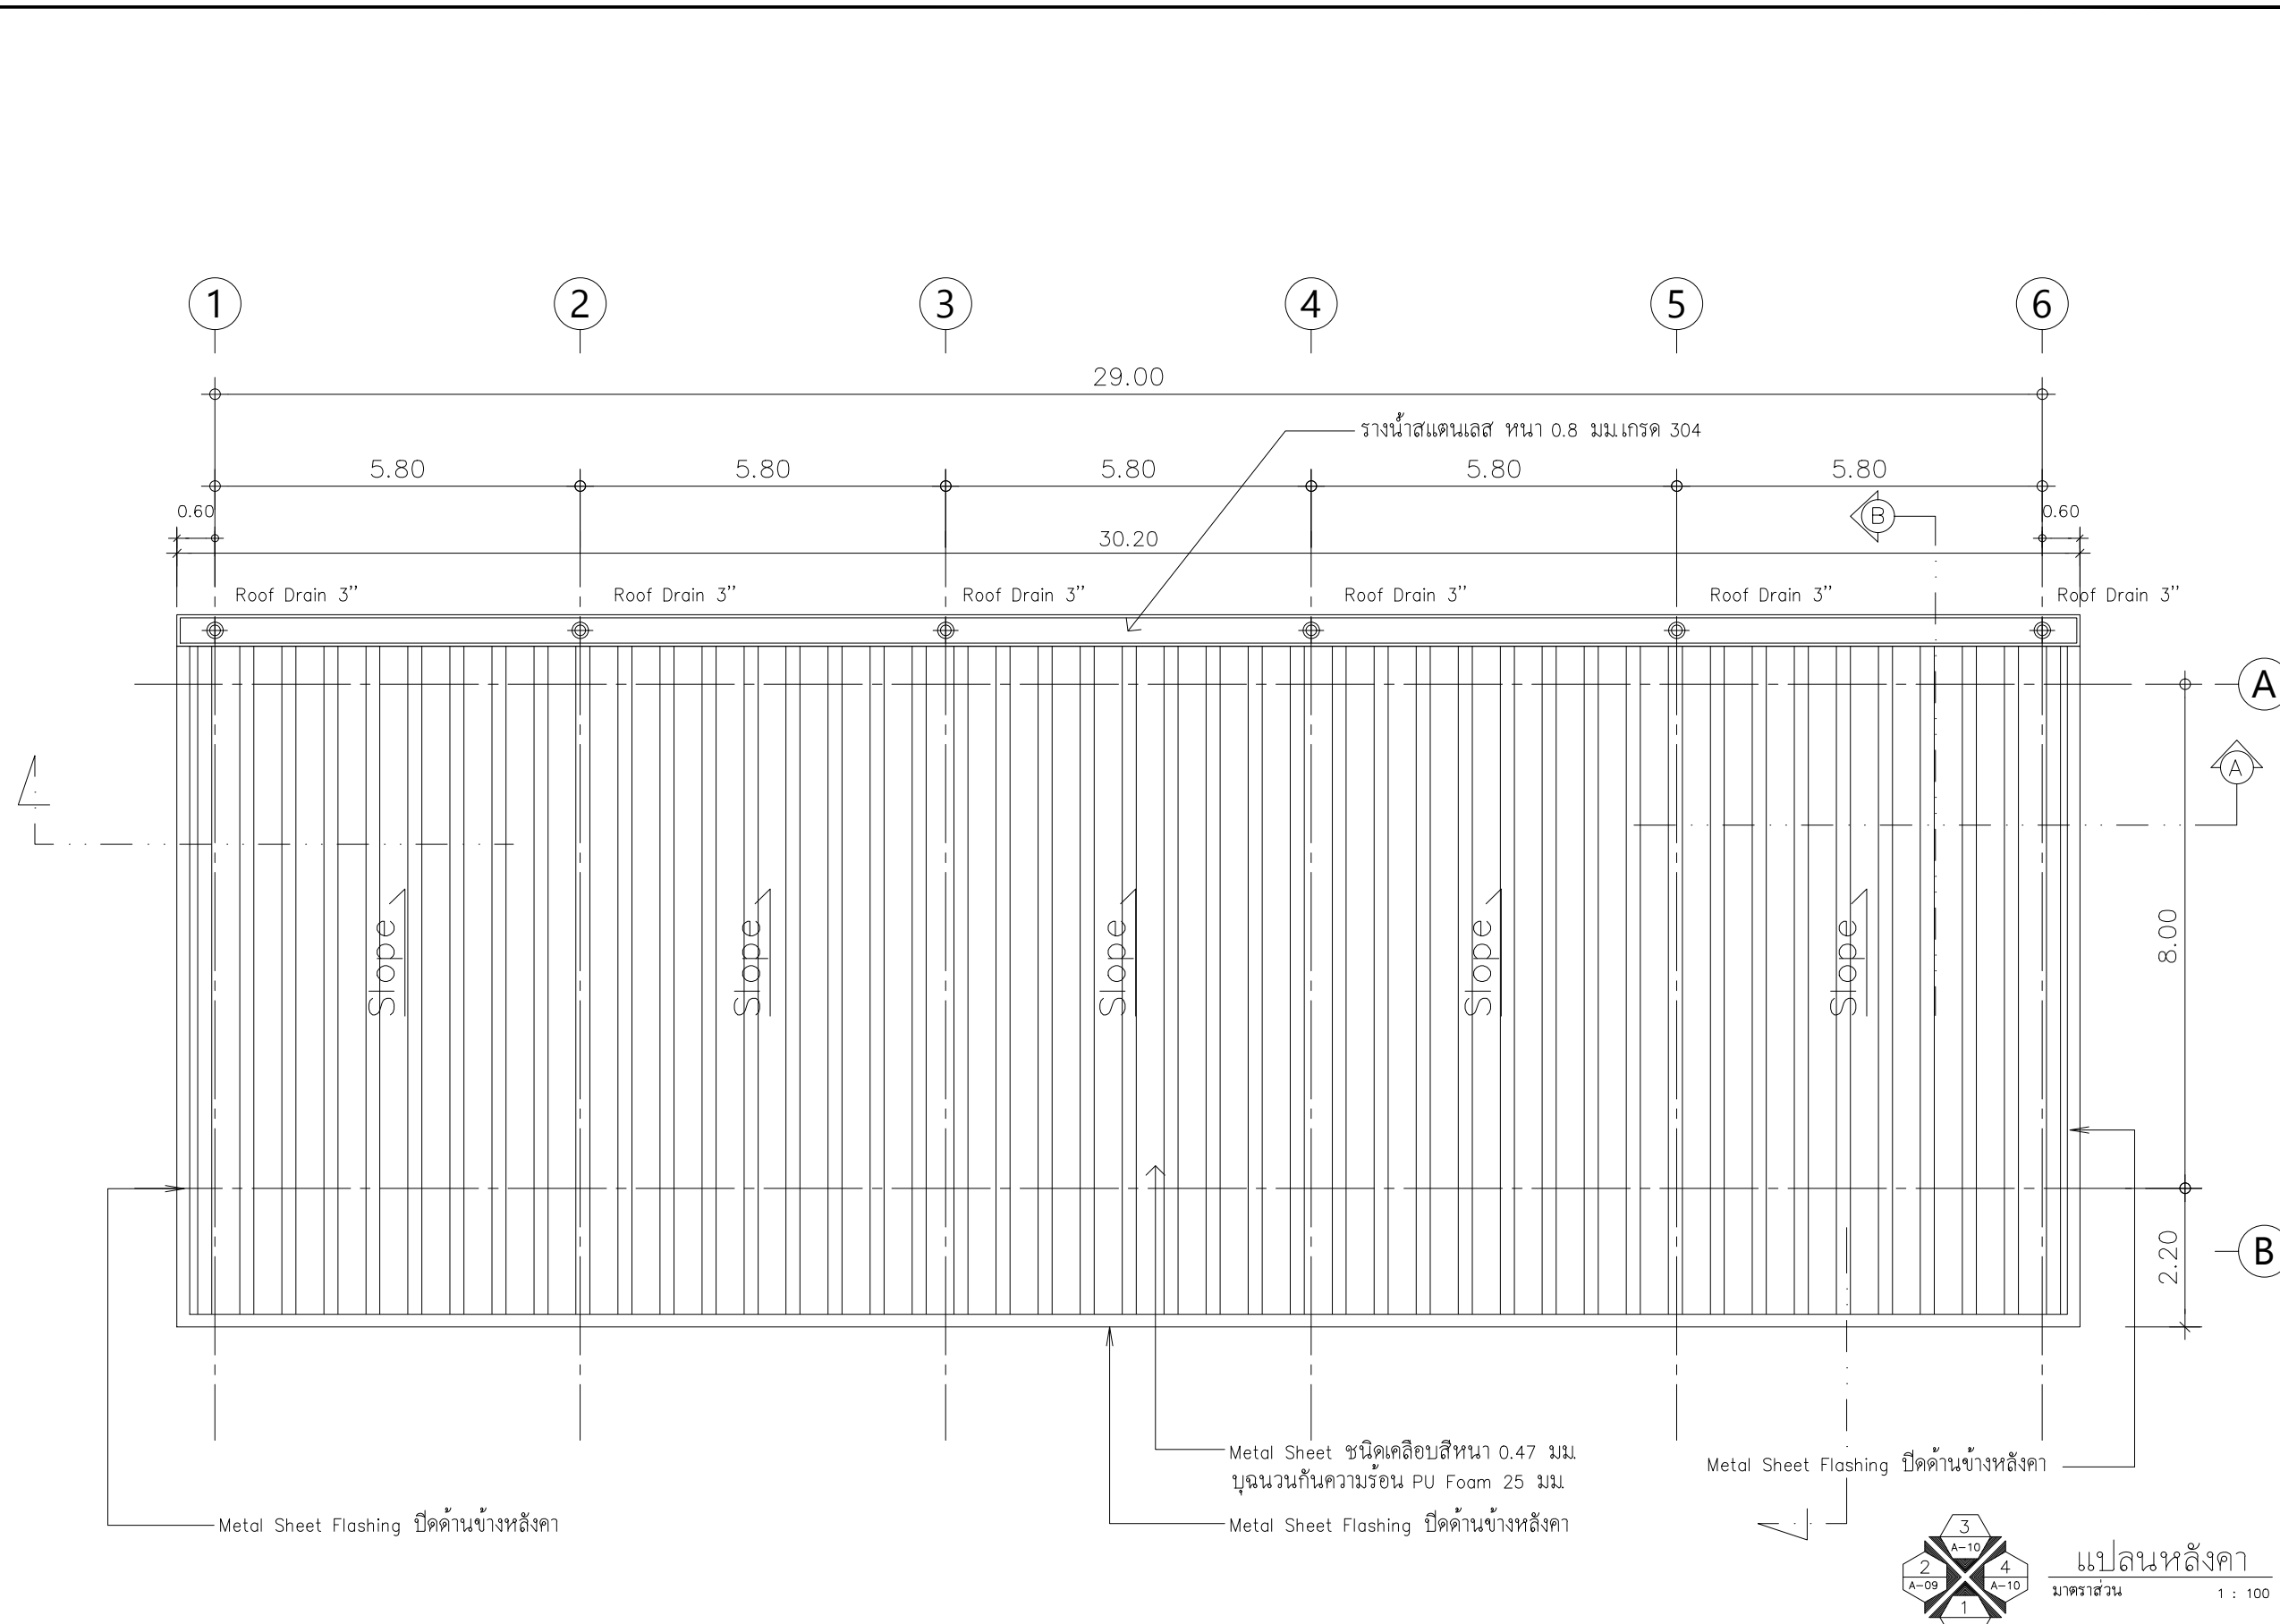 1 2 3 4 5 6
29.00
รางน้ำสแตนเลส หนา 0.8 มม.เกรด 304
5.80 5.80 5.80 5.80 5.80
0.60 B 0.60
30.20
Roof Drain 3’’ Roof Drain 3’’ Roof Drain 3’’ Roof Drain 3’’ Roof Drain 3’’ Roof Drain 3’’
A
A
Slope Slope Slope Slope Slope
8.00
2.20
B
Metal Sheet ชนิดเคลือบสีหนา 0.47 มม.
บุฉนวนกันความร้อน PU Foam 25 มม.
Metal Sheet Flashing ปิดด้านข้างหลังคา
Metal Sheet Flashing ปิดด้านข้างหลังคา
Metal Sheet Flashing ปิดด้านข้างหลังคา
3
A-10
2
A-09
4
A-10
1
แปลนหลังคา
มาตราส่วน 1 : 100